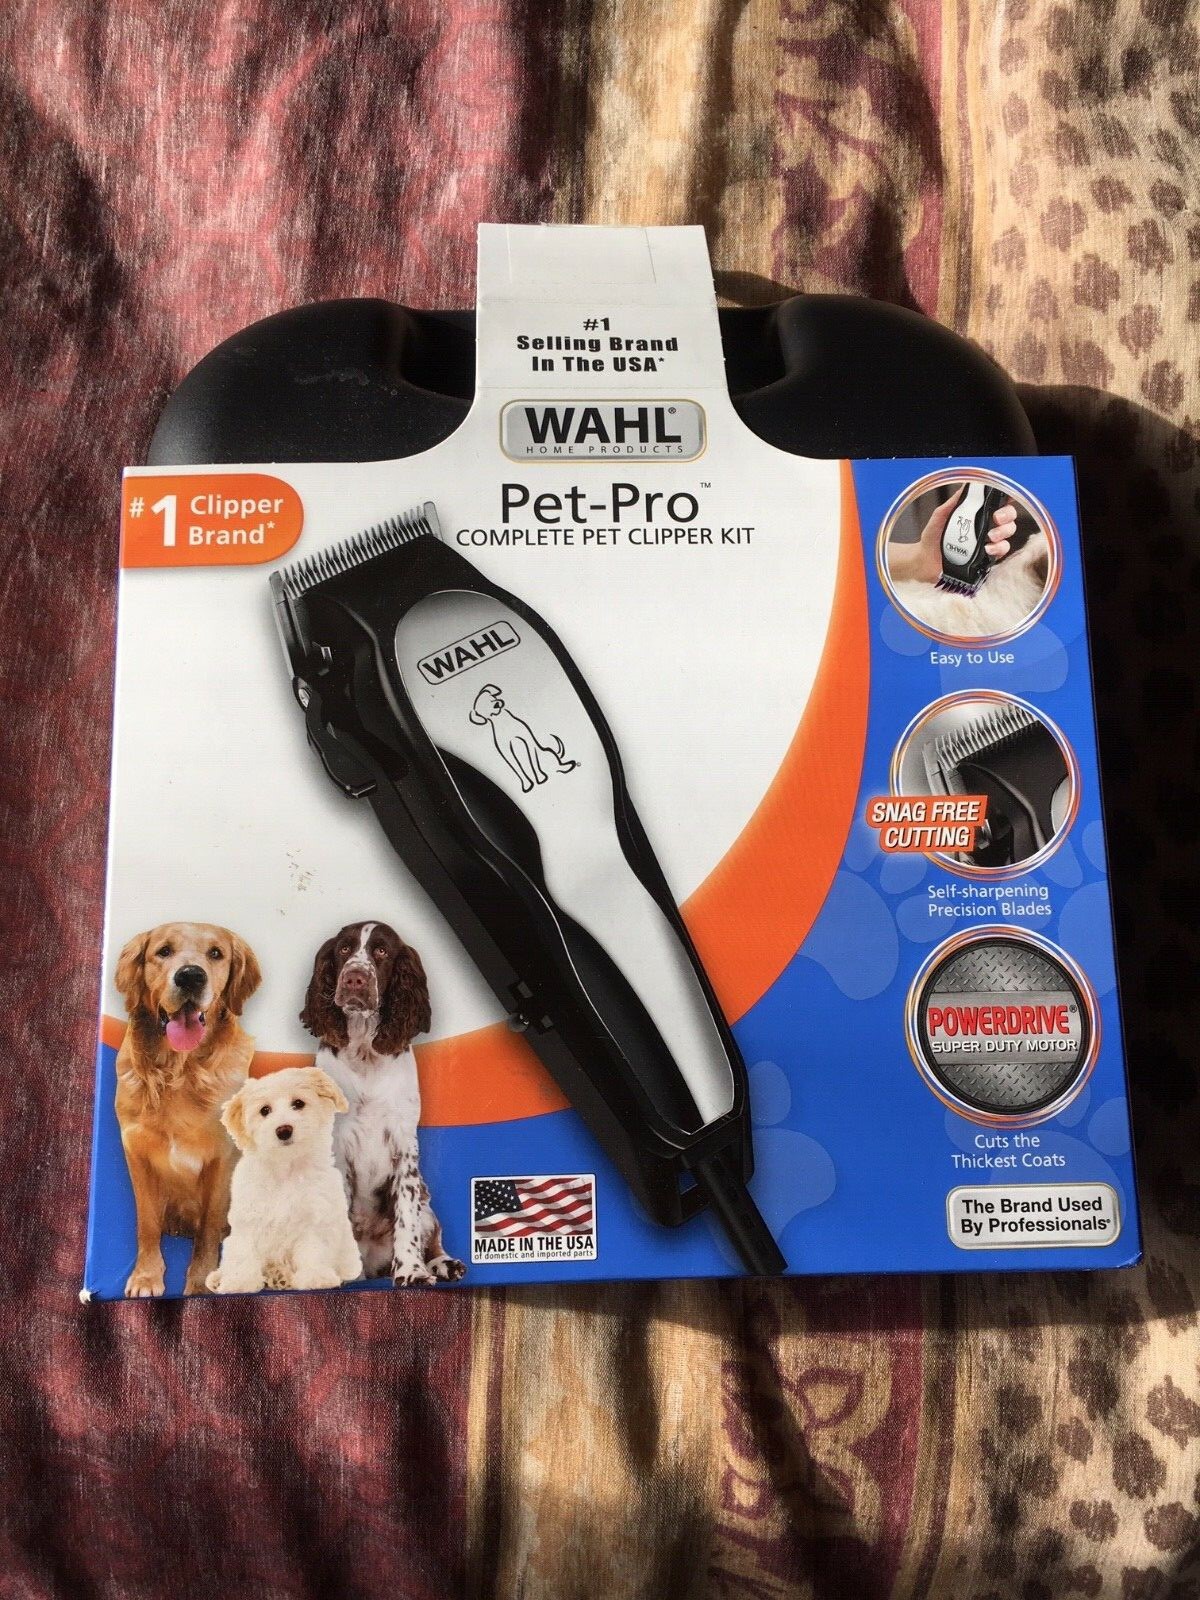 #1
Selling Brand
In The USA*
WAHL®
HOME PRODUCTS
#1 Clipper
Brand*
Pet-Pro™
COMPLETE PET CLIPPER KIT
WAHL
WAHL
Easy to Use
SNAG FREE
CUTTING
Self-sharpening
Precision Blades
POWERDRIVE®
SUPER DUTY MOTOR
Cuts the
Thickest Coats
MADE IN THE USA
of domestic and imported parts
The Brand Used
By Professionals®